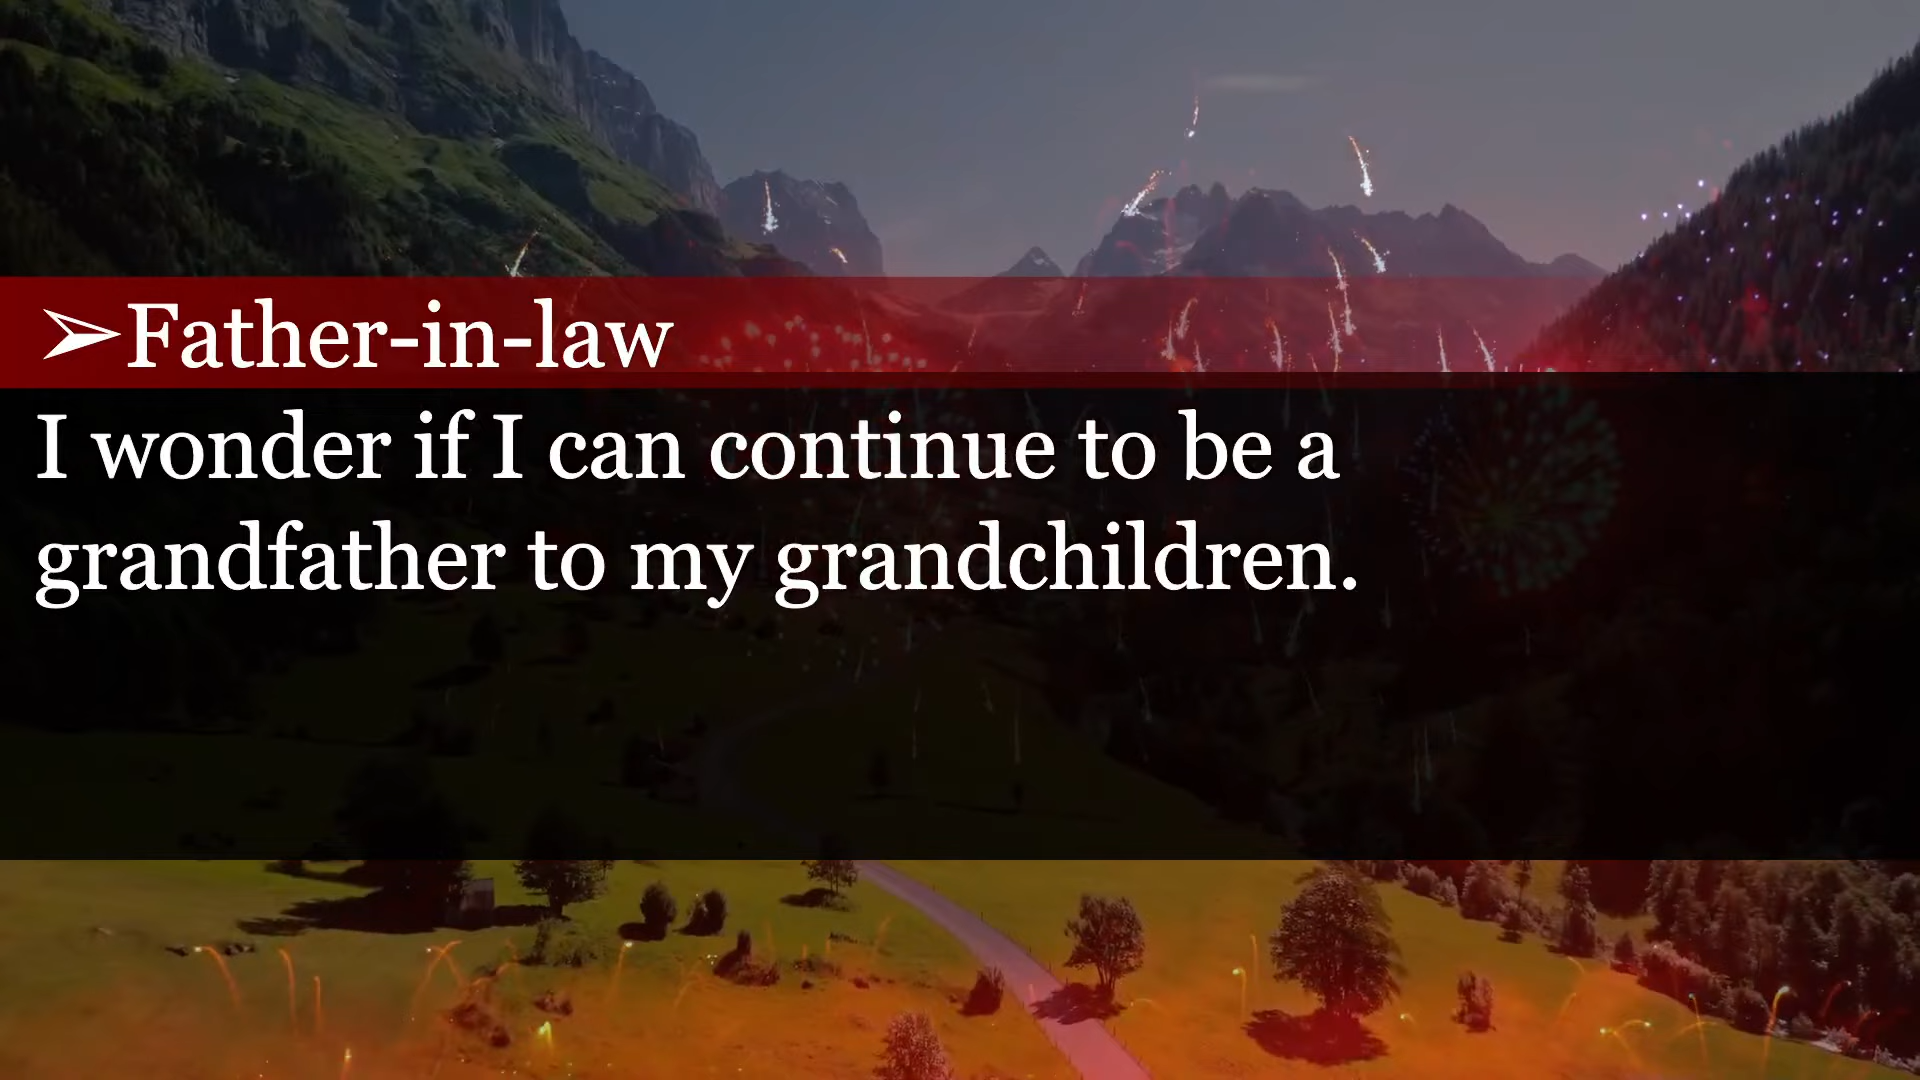 ➢Father-in-law
I wonder if I can continue to be a
grandfather to my grandchildren.